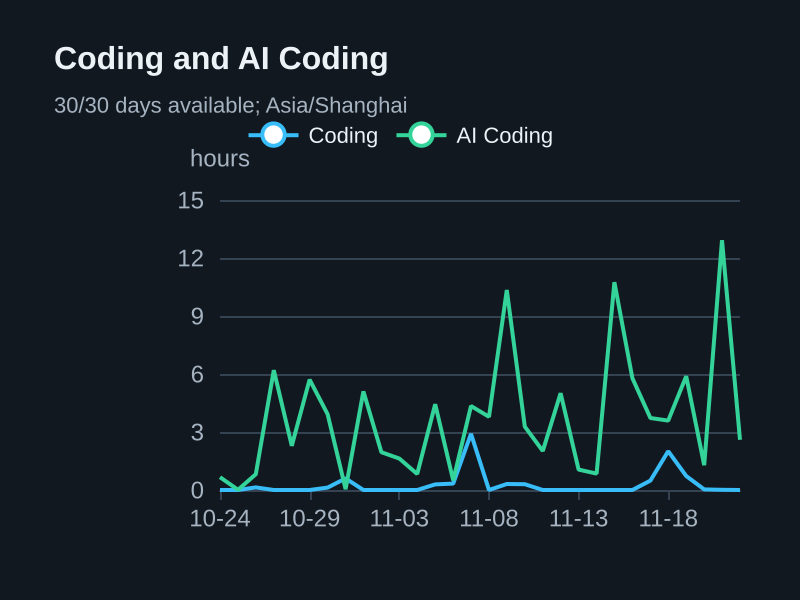 Coding and AI Coding
30/30 days available; Asia/Shanghai
Coding AI Coding
hours
15
12
9
6
3
0
10-24 10-29 11-03 11-08 11-13 11-18